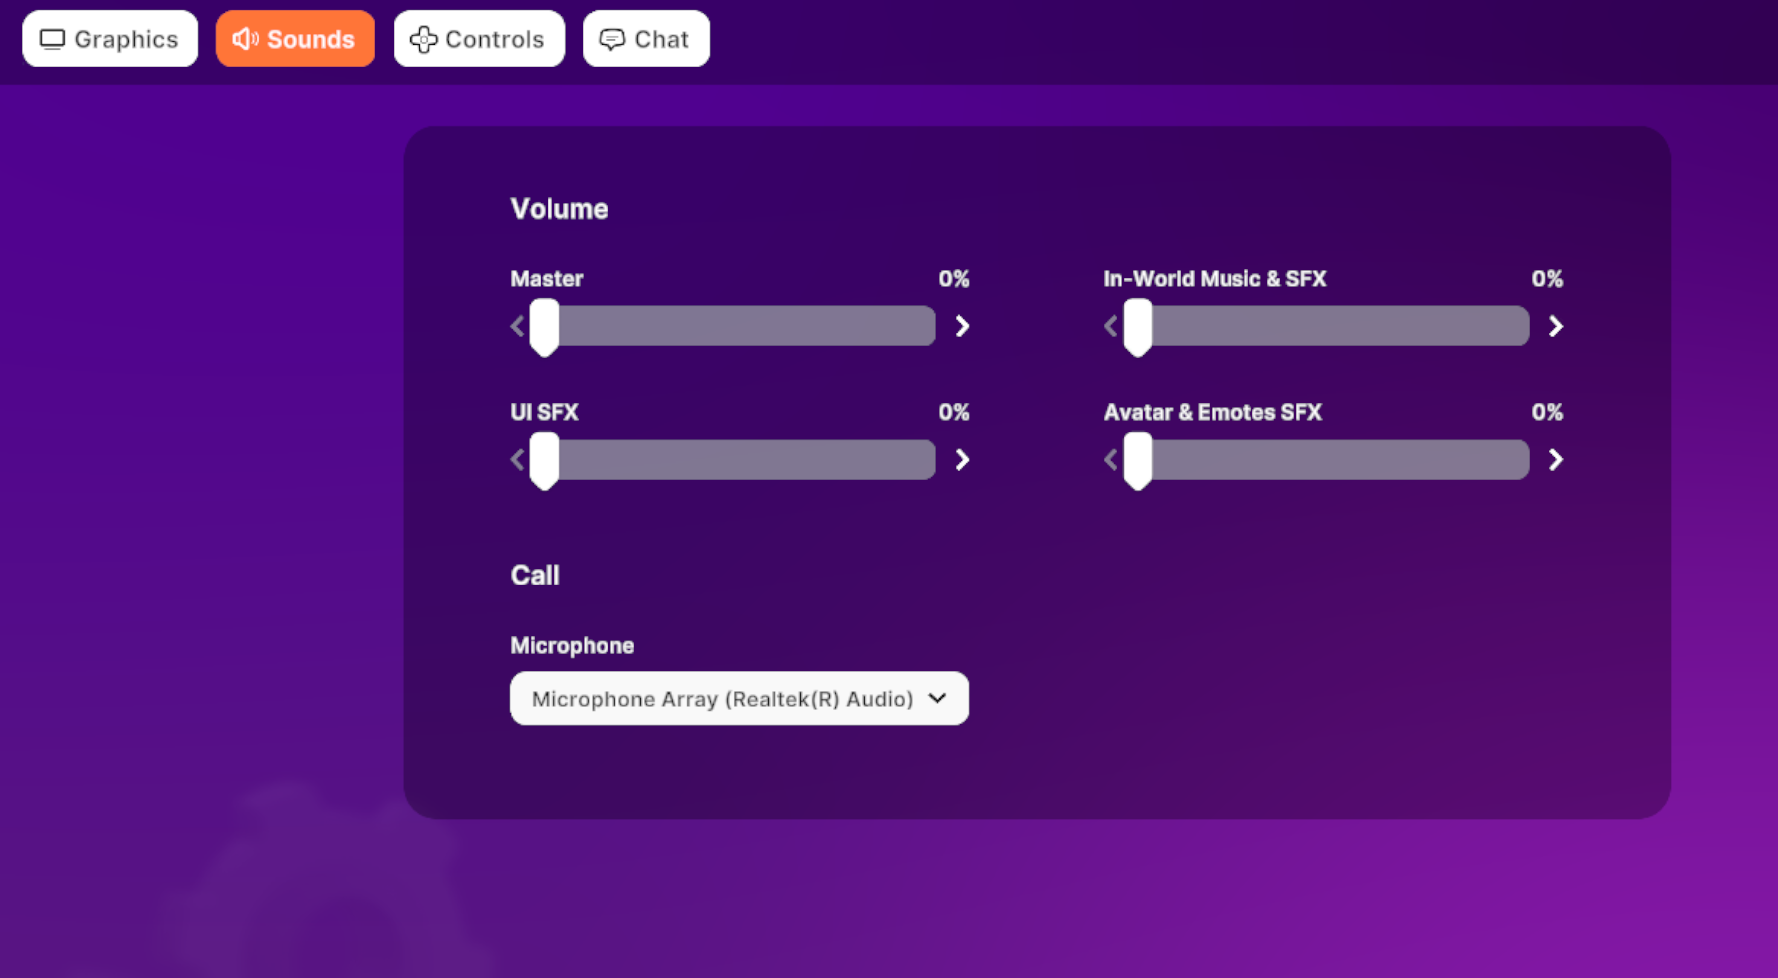 Graphics Sounds Controls Chat
Volume
Master 0% In-World Music & SFX 0%
UI SFX 0% Avatar & Emotes SFX 0%
Call
Microphone
Microphone Array (Realtek(R) Audio)